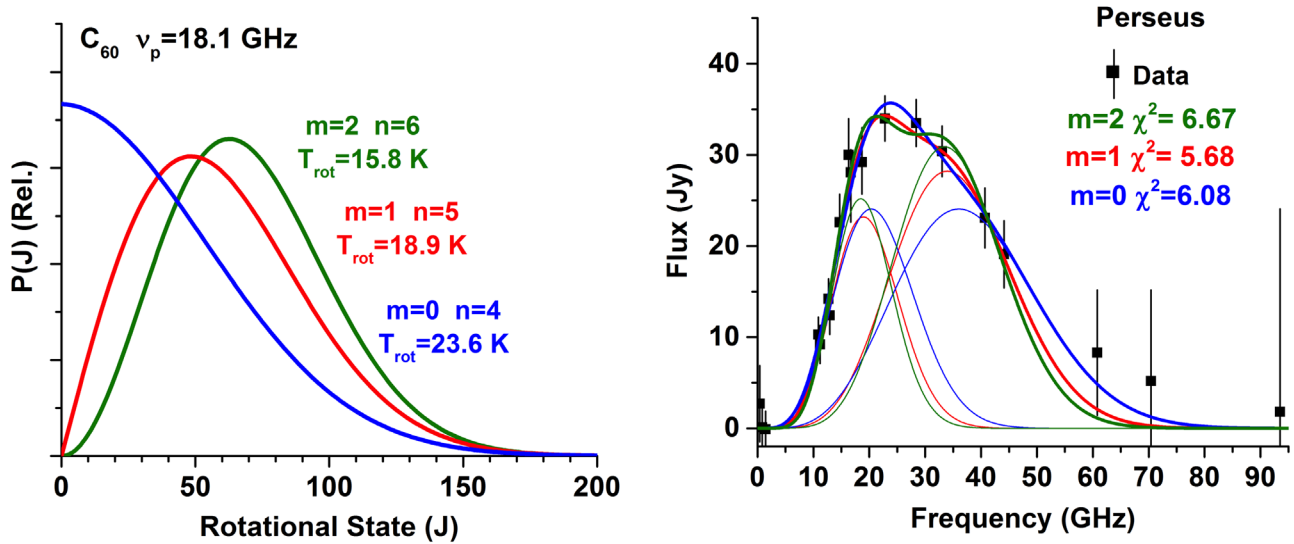 C₆₀ νₚ=18.1 GHz
m=2 n=6
Tᵣₒₜ=15.8 K
m=1 n=5
Tᵣₒₜ=18.9 K
m=0 n=4
Tᵣₒₜ=23.6 K
P(J) (Rel.)
0 50 100 150 200
Rotational State (J)
Perseus
Data
m=2 χ²= 6.67
m=1 χ²= 5.68
m=0 χ²=6.08
Flux (Jy)
40
30
20
10
0
0 10 20 30 40 50 60 70 80 90
Frequency (GHz)